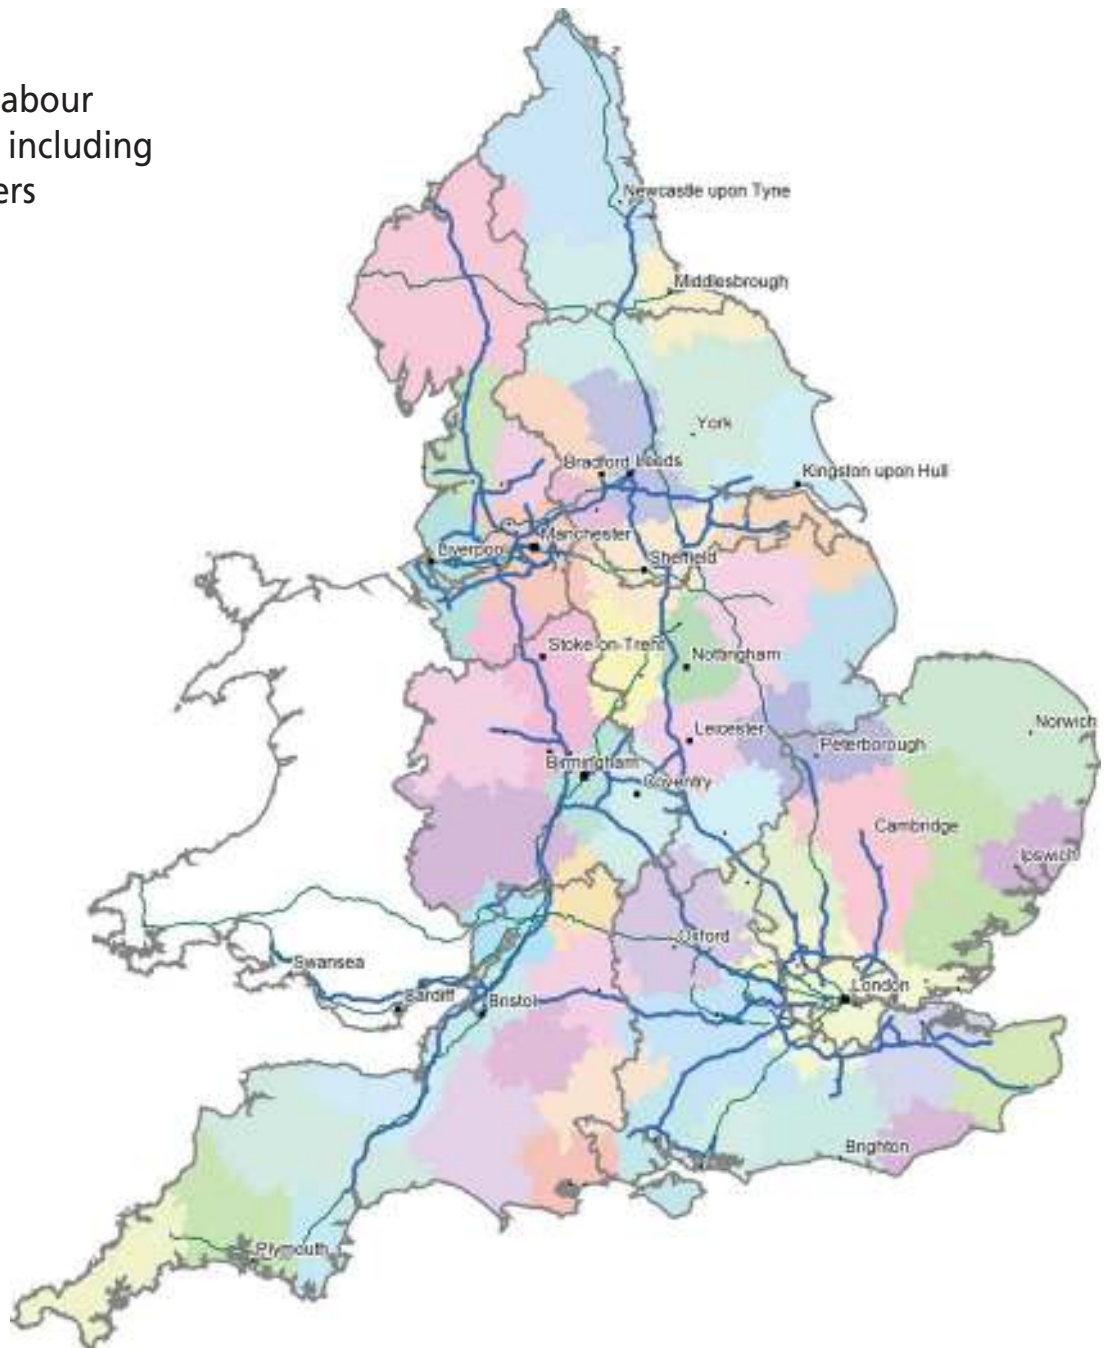 abour
including
ers
Newcastle upon Tyne
Middlesbrough
York
Bradford Leeds
Kingston upon Hull
Manchester
Liverpool
Sheffield
Stoke-on-Trent
Nottingham
Norwich
Leicester
Peterborough
Birmingham
Coventry
Cambridge
Ipswich
Oxford
Swansea
London
Cardiff
Bristol
Brighton
Plymouth